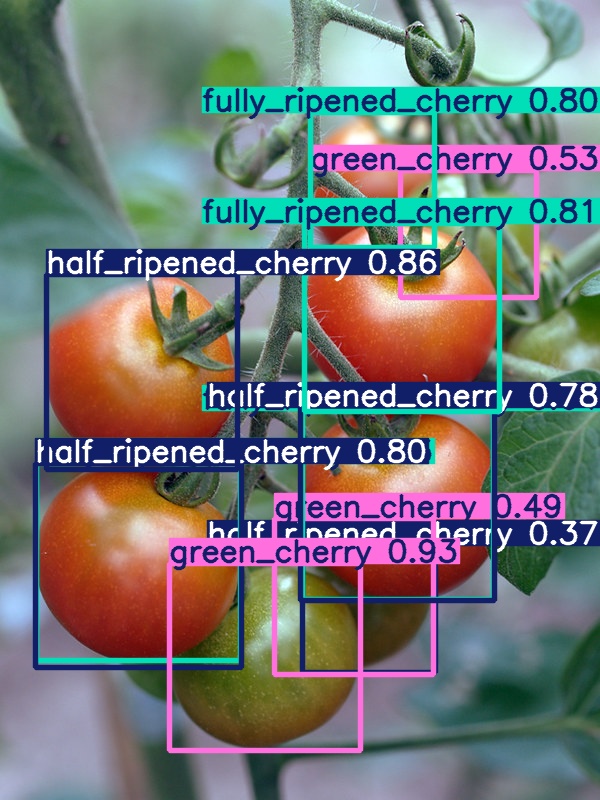 fully_ripened_cherry 0.80
green_cherry 0.53
fully_ripened_cherry 0.81
half_ripened_cherry 0.86
half_ripened_cherry 0.78
half_ripened_cherry 0.80
green_cherry 0.49
half_ripened_cherry 0.37
green_cherry 0.93